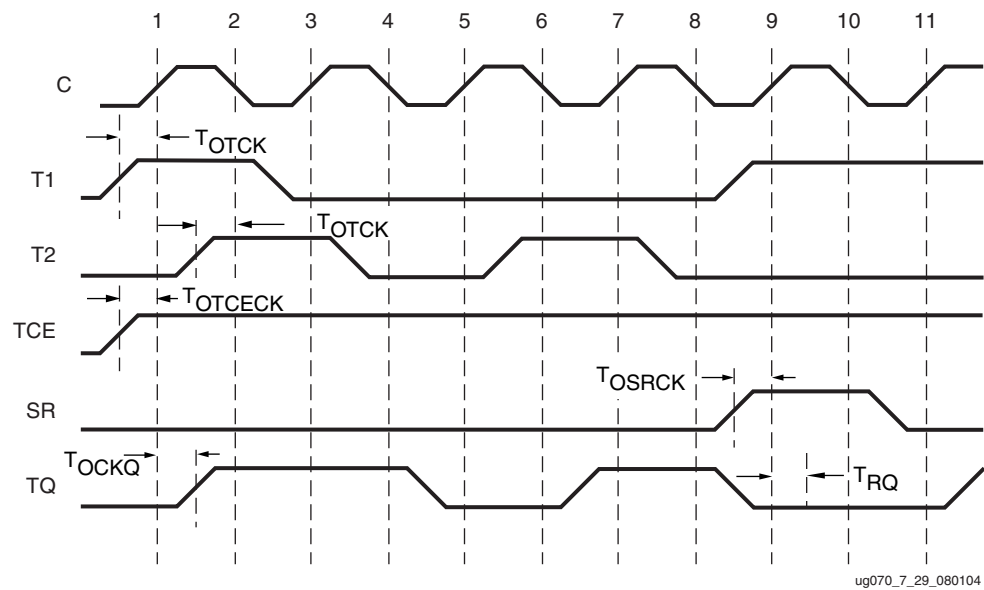 1 2 3 4 5 6 7 8 9 10 11
C
TOTCK
T1
TOTCK
T2
TOTCECK
TCE
TOSRCK
SR
TOCKQ
TRQ
TQ
ug070_7_29_080104